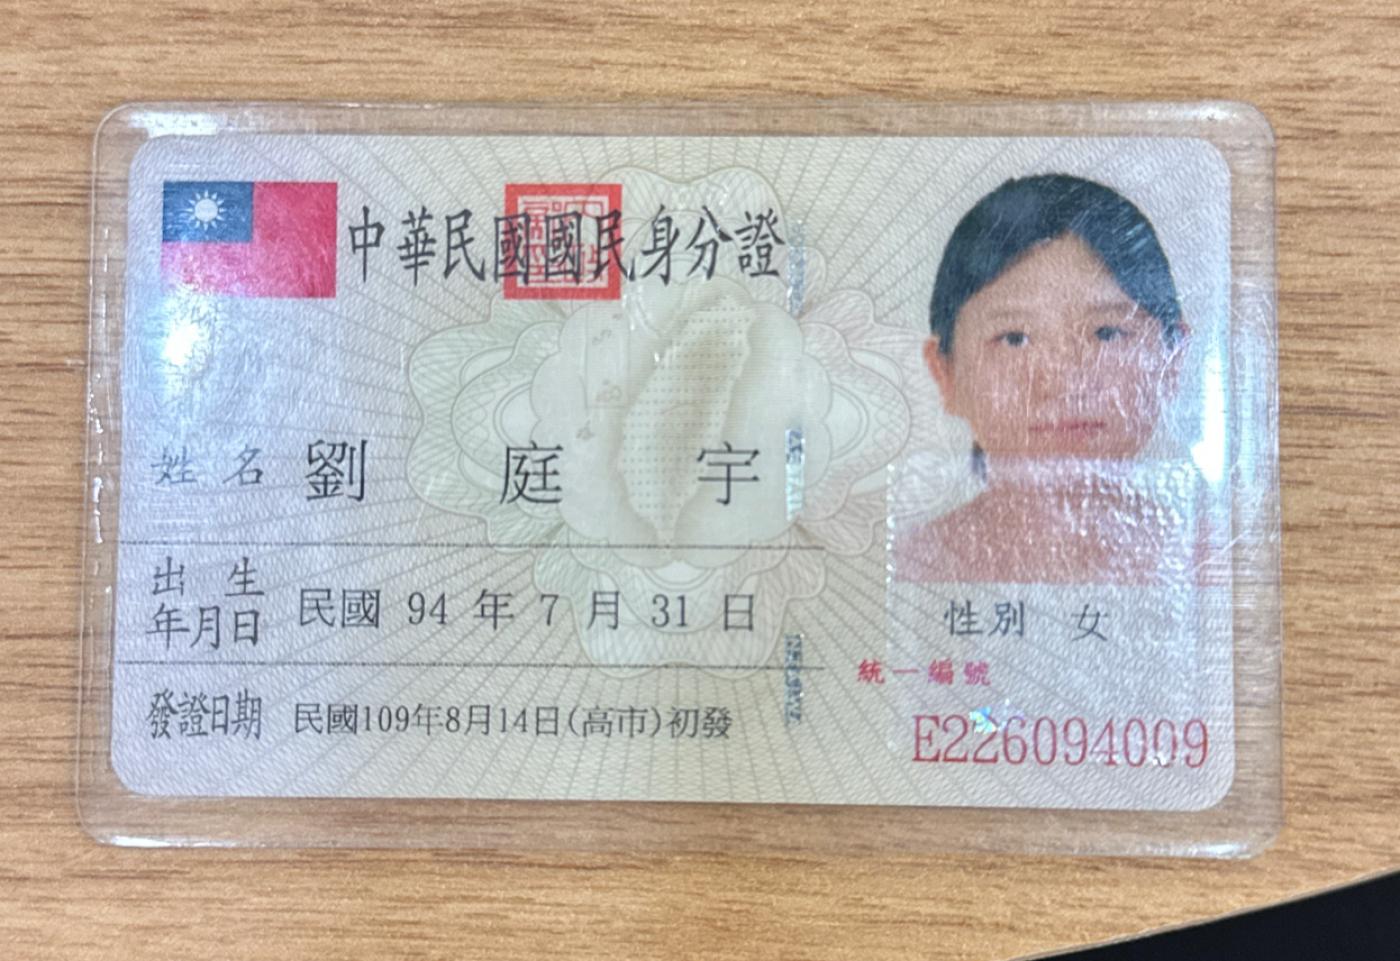 中華民國國民身分證
姓名 劉庭宇
出生年月日 民國 94 年 7 月 31 日
性別 女
統一編號
發證日期 民國109年8月14日(高市)初發
E226094009